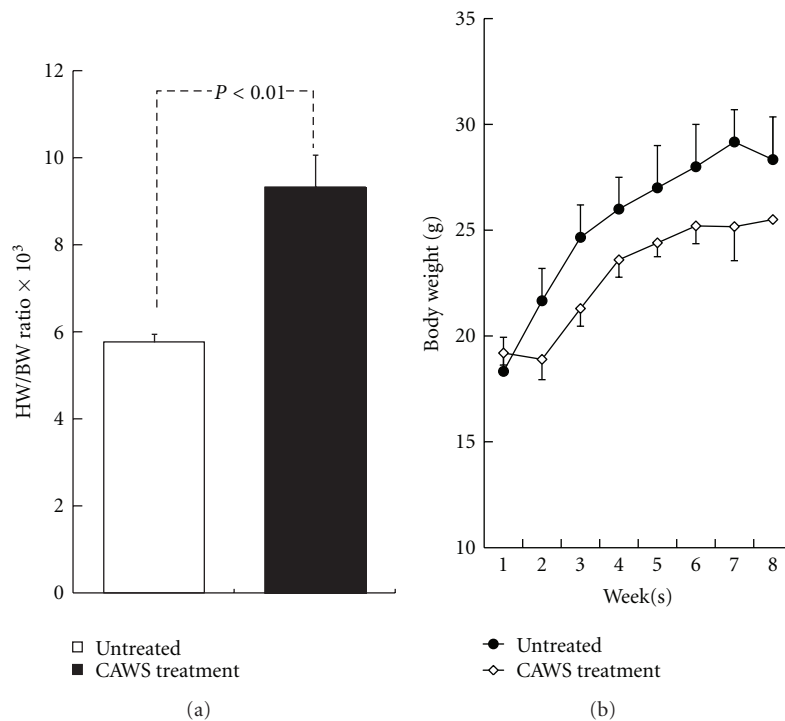 12
10
8
6
4
2
0
HW/BW ratio × 10³
P < 0.01
Untreated
CAWS treatment
(a)
35
30
25
20
15
10
Body weight (g)
1 2 3 4 5 6 7 8
Week(s)
Untreated
CAWS treatment
(b)